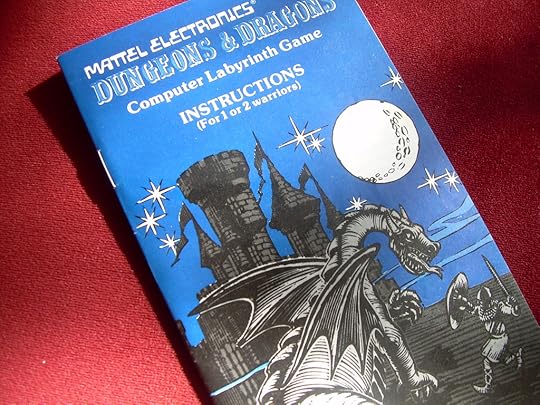 MATTEL ELECTRONICS®
DUNGEONS & DRAGONS
Computer Labyrinth Game
INSTRUCTIONS
(For 1 or 2 warriors)